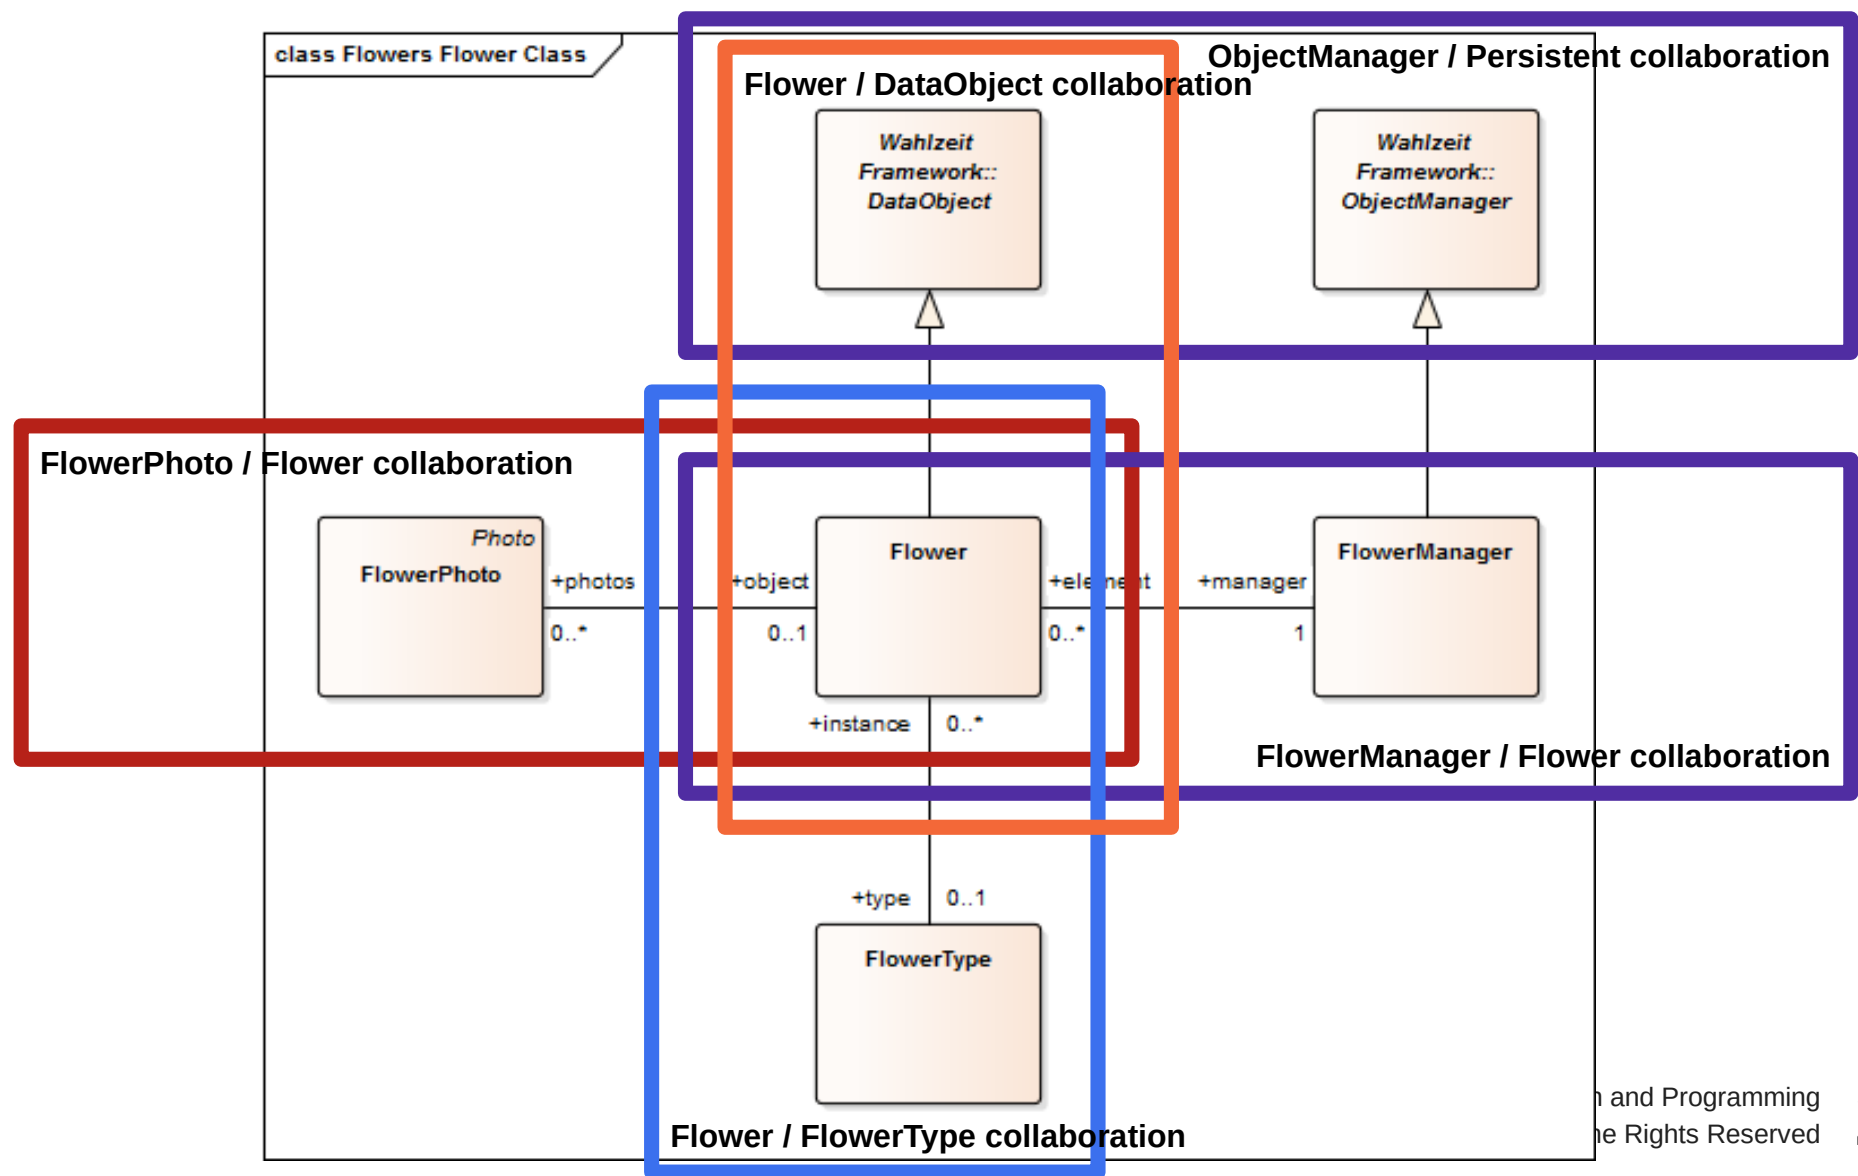 class Flowers Flower Class
ObjectManager / Persistent collaboration
Flower / DataObject collaboration
Wahlzeit
Framework::
DataObject
Wahlzeit
Framework::
ObjectManager
FlowerPhoto / Flower collaboration
Photo
FlowerPhoto
+photos
0..*
+object
0..1
Flower
+element
0..*
+manager
1
FlowerManager
+instance
0..*
FlowerManager / Flower collaboration
+type
0..1
FlowerType
Flower / FlowerType collaboration
and Programming
Rights Reserved